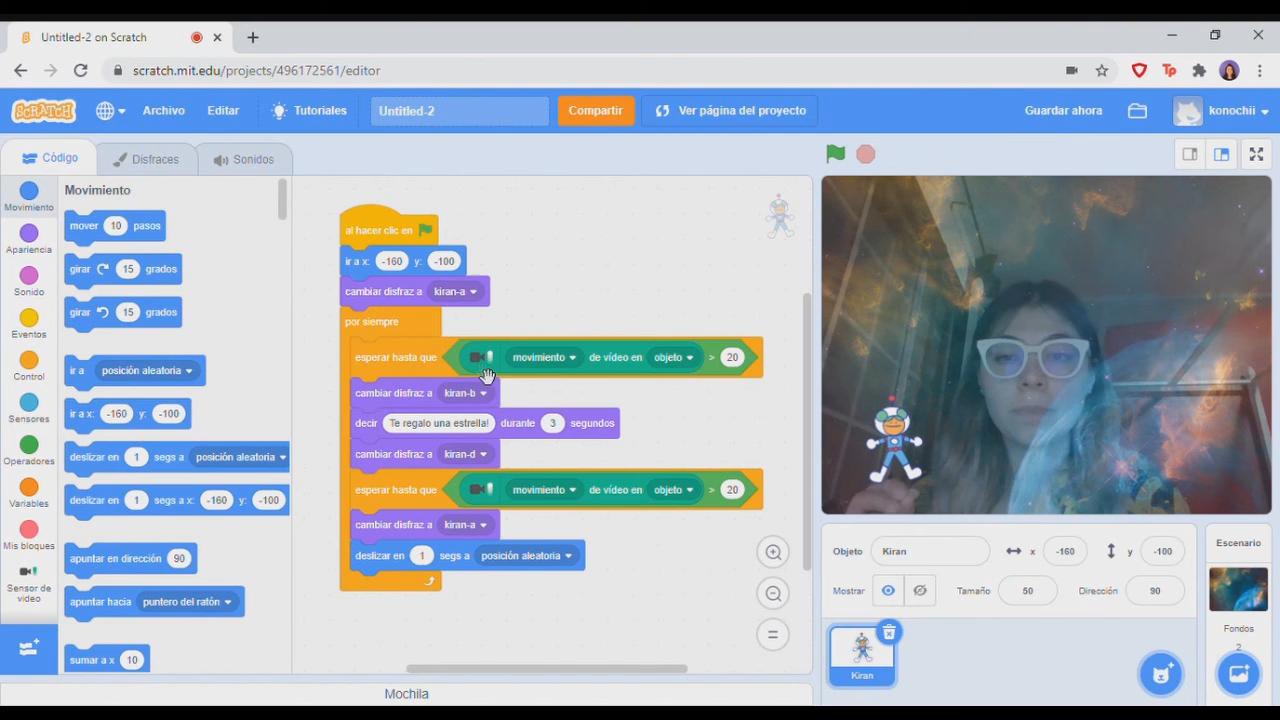 Untitled-2 on Scratch
scratch.mit.edu/projects/496172561/editor
Tp
SCRATCH
Archivo
Editar
Tutoriales
Untitled-2
Compartir
Ver página del proyecto
Guardar ahora
konochii
Código
Disfraces
Sonidos
Movimiento
Apariencia
Sonido
Eventos
Control
Sensores
Operadores
Variables
Mis bloques
Sensor de
video
Movimiento
mover 10 pasos
girar 15 grados
girar 15 grados
ir a posición aleatoria
ir a x: -160 y: -100
deslizar en 1 segs a posición aleatoria
deslizar en 1 segs a x: -160 y: -100
apuntar en dirección 90
apuntar hacia puntero del ratón
sumar a x 10
al hacer clic en
ir a x: -160 y: -100
cambiar disfraz a kiran-a
por siempre
esperar hasta que movimiento de vídeo en objeto > 20
cambiar disfraz a kiran-b
decir Te regalo una estrella! durante 3 segundos
cambiar disfraz a kiran-d
esperar hasta que movimiento de vídeo en objeto > 20
cambiar disfraz a kiran-a
deslizar en 1 segs a posición aleatoria
Mochila
Objeto Kiran x -160 y -100
Mostrar Tamaño 50 Dirección 90
Kiran
Escenario
Fondos
2